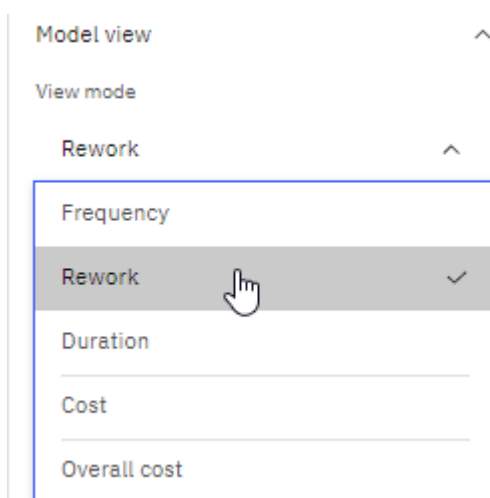 Model view
View mode
Rework
Frequency
Rework
Duration
Cost
Overall cost